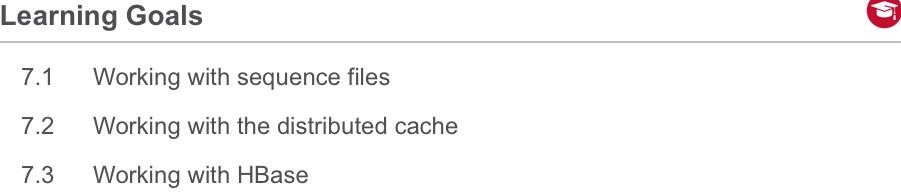 Learning Goals
7.1 Working with sequence files
7.2 Working with the distributed cache
7.3 Working with HBase